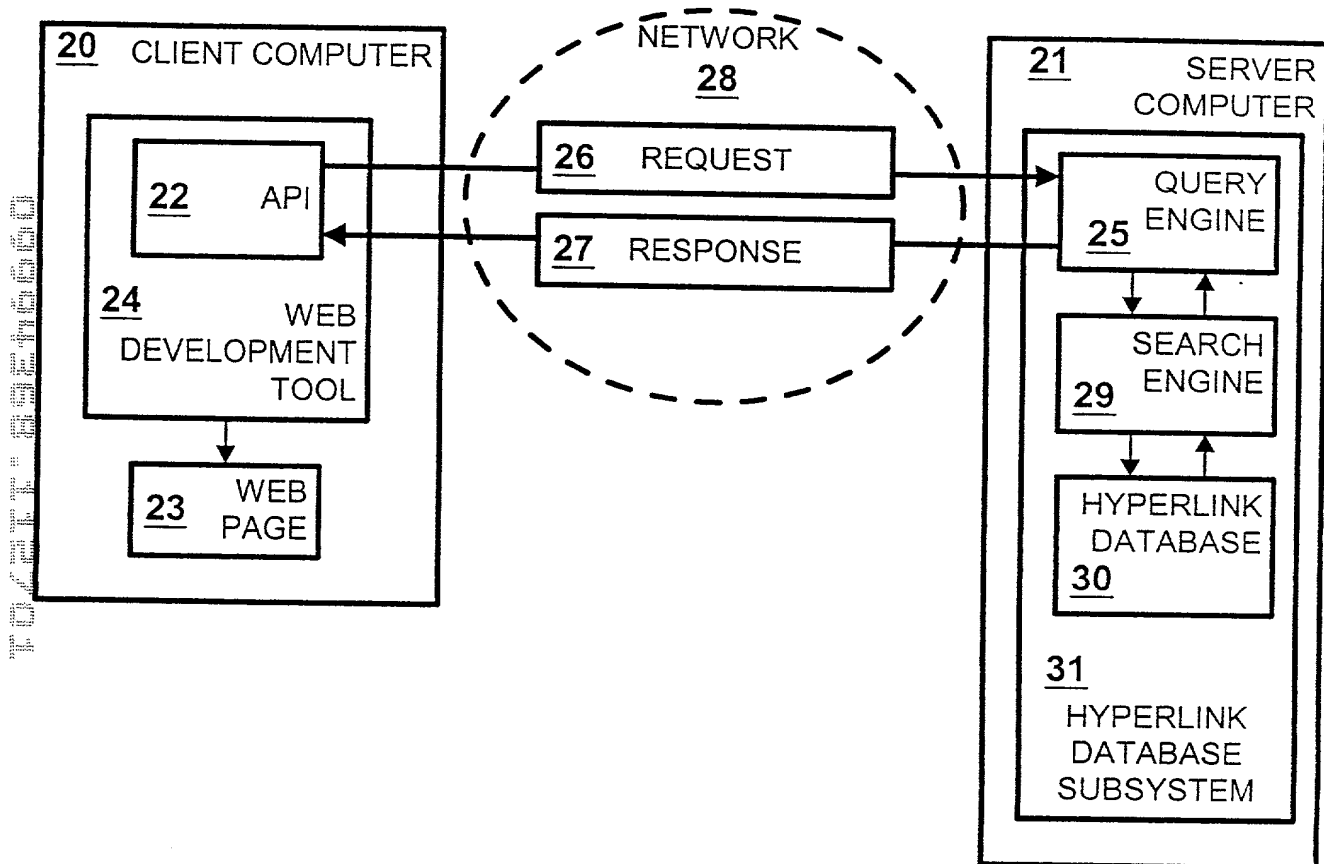 20 CLIENT COMPUTER
22 API
24 WEB
DEVELOPMENT
TOOL
23 WEB
PAGE
NETWORK
28
26 REQUEST
27 RESPONSE
21 SERVER
COMPUTER
QUERY
ENGINE
25
SEARCH
ENGINE
29
HYPERLINK
DATABASE
30
31
HYPERLINK
DATABASE
SUBSYSTEM